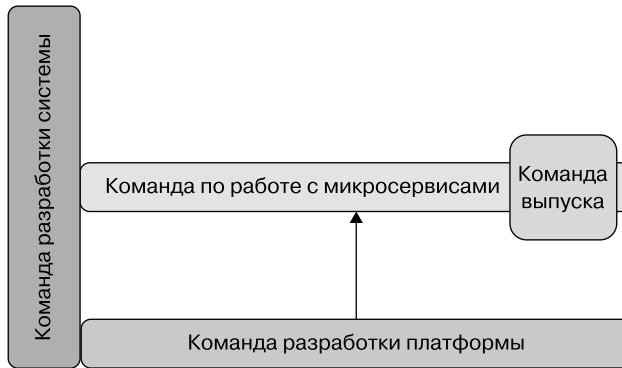 Команда разработки системы
Команда по работе с микросервисами
Команда
выпуска
Команда разработки платформы